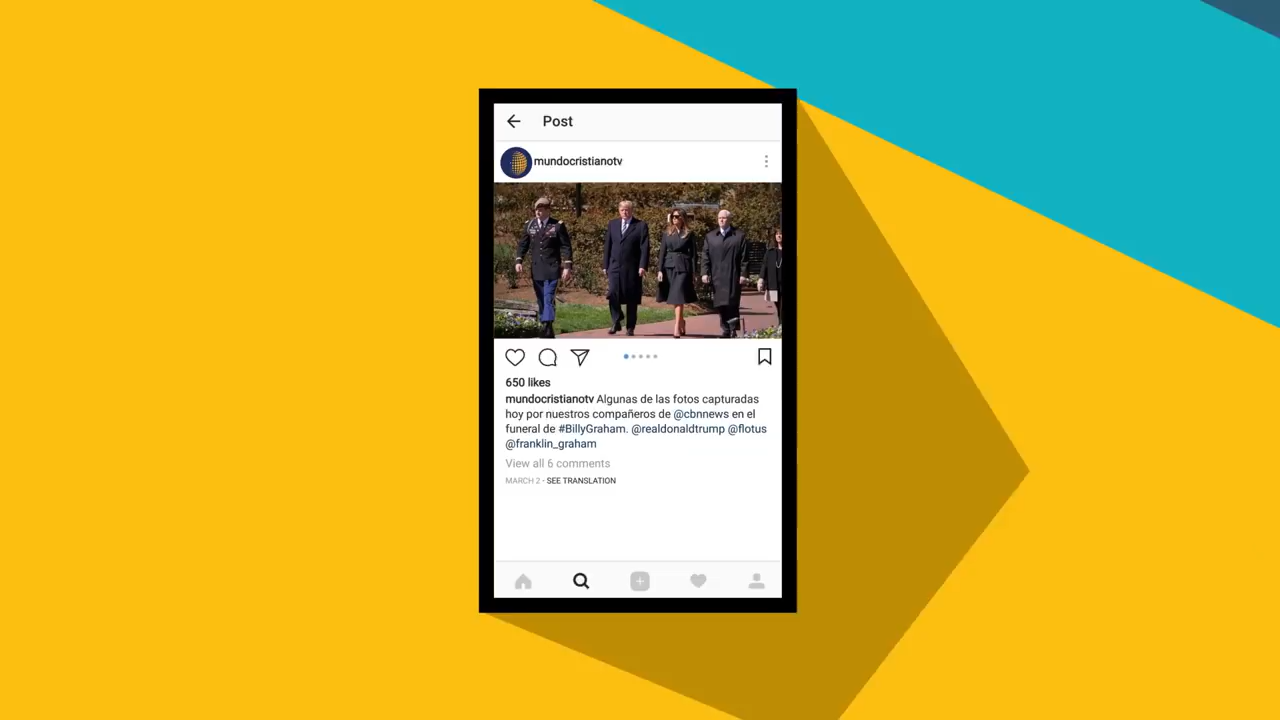 Post
mundocristianotv
650 likes
mundocristianotv Algunas de las fotos capturadas
hoy por nuestros compañeros de @cbnnews en el
funeral de #BillyGraham. @realdonaldtrump @flotus
@franklin_graham
View all 6 comments
MARCH 2 - SEE TRANSLATION